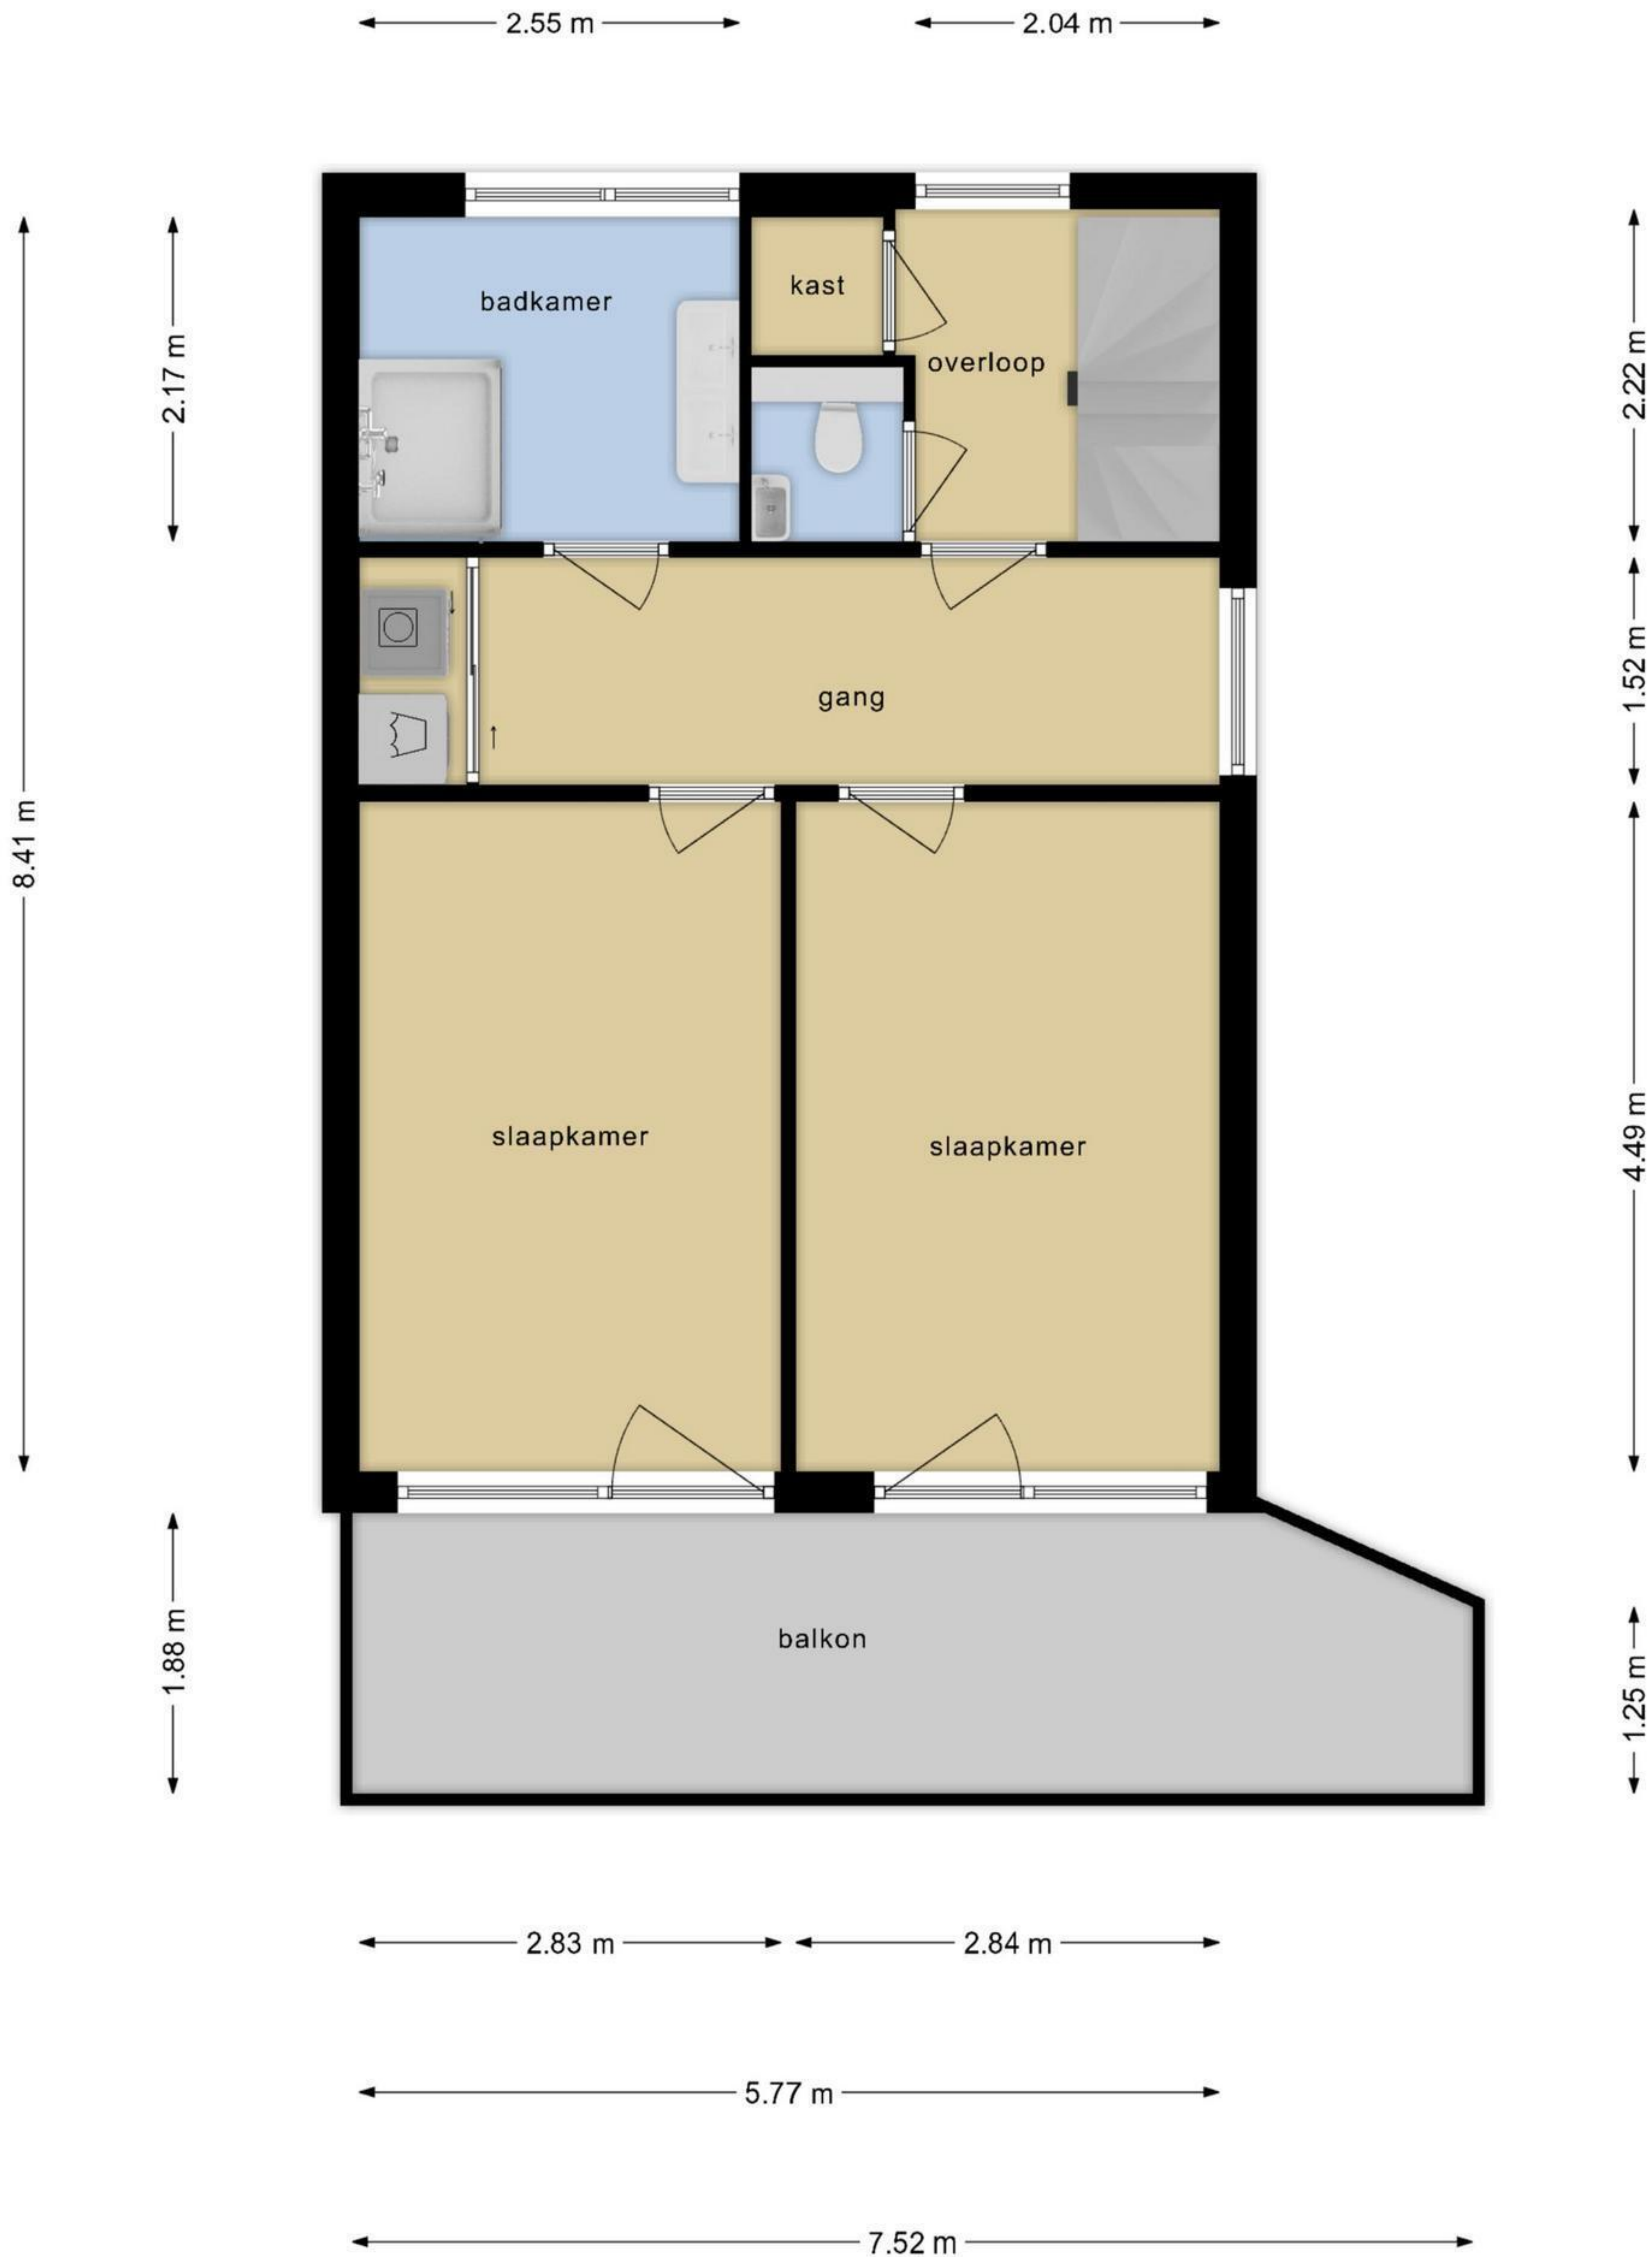 2.55 m
2.04 m
badkamer
kast
overloop
2.17 m
2.22 m
gang
1.52 m
8.41 m
slaapkamer
slaapkamer
4.49 m
balkon
1.88 m
1.25 m
2.83 m
2.84 m
5.77 m
7.52 m